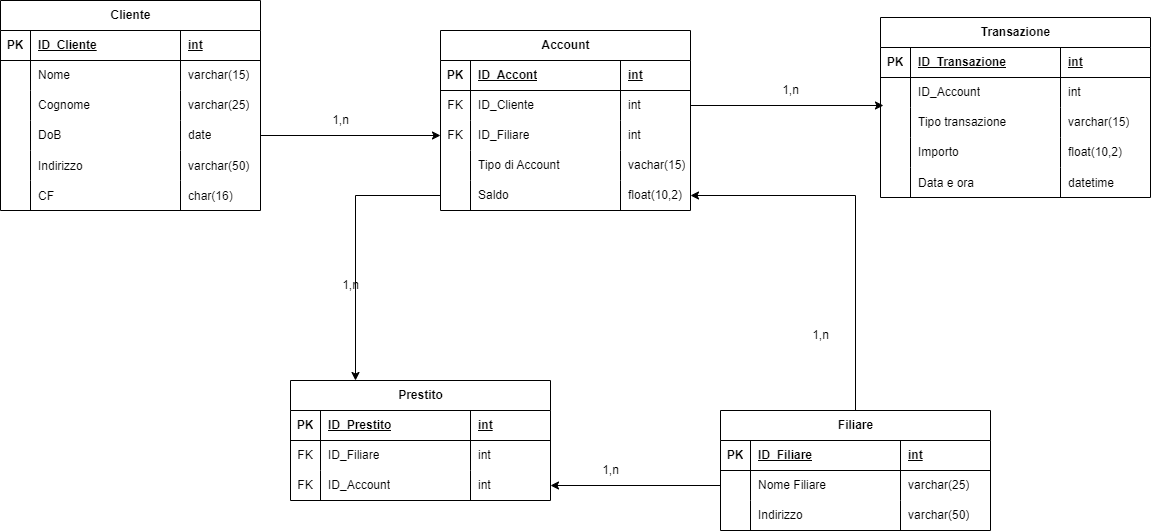 Cliente
PK ID_Cliente int
Nome varchar(15)
Cognome varchar(25)
DoB date
Indirizzo varchar(50)
CF char(16)
1,n
Account
PK ID_Accont int
FK ID_Cliente int
FK ID_Filiare int
Tipo di Account vachar(15)
Saldo float(10,2)
1,n
Transazione
PK ID_Transazione int
ID_Account int
Tipo transazione varchar(15)
Importo float(10,2)
Data e ora datetime
1,n
1,n
Prestito
PK ID_Prestito int
FK ID_Filiare int
FK ID_Account int
1,n
Filiare
PK ID_Filiare int
Nome Filiare varchar(25)
Indirizzo varchar(50)